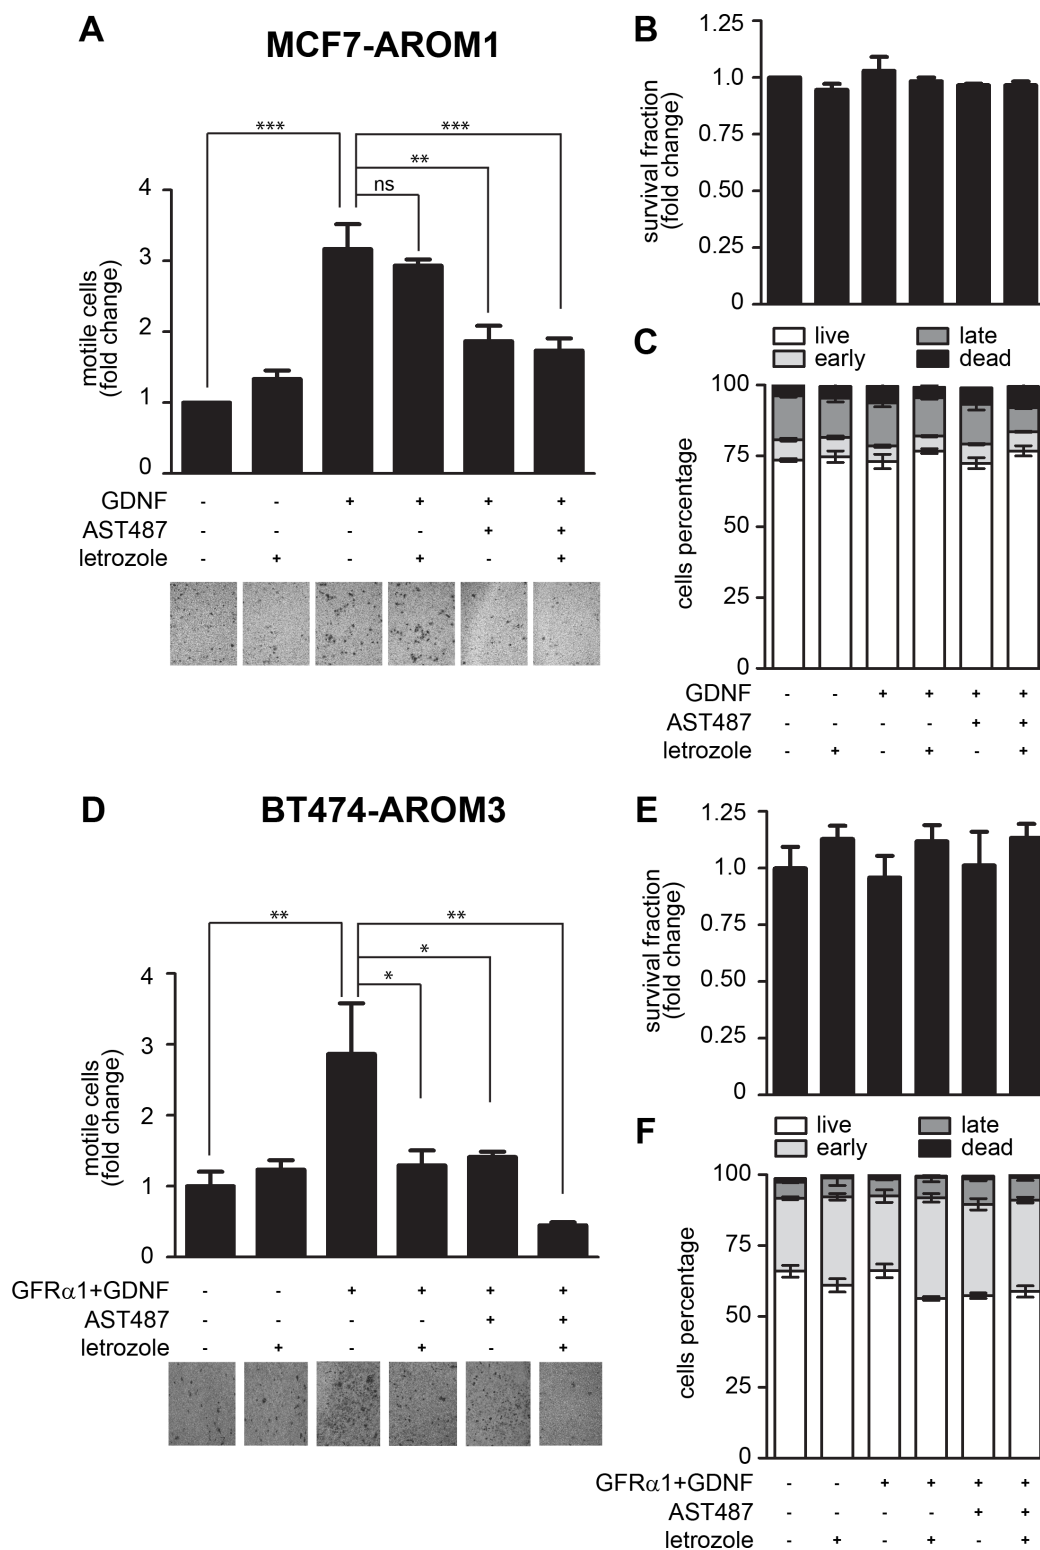 A
MCF7-AROM1
***
***
**
ns
motile cells
(fold change)
4
3
2
1
0
GDNF - - + + + +
AST487 - - - - + +
letrozole - + - + - +
B
survival fraction
(fold change)
1.25
1.0
0.75
0.50
0.25
0
C
live
late
early
dead
cells percentage
100
75
50
25
0
GDNF - - + + + +
AST487 - - - - + +
letrozole - + - + - +
D
BT474-AROM3
**
**
*
*
motile cells
(fold change)
4
3
2
1
0
GFRα1+GDNF - - + + + +
AST487 - - - - + +
letrozole - + - + - +
E
survival fraction
(fold change)
1.25
1.0
0.75
0.50
0.25
0
F
live
late
early
dead
cells percentage
100
75
50
25
0
GFRα1+GDNF - - + + + +
AST487 - - - - + +
letrozole - + - + - +